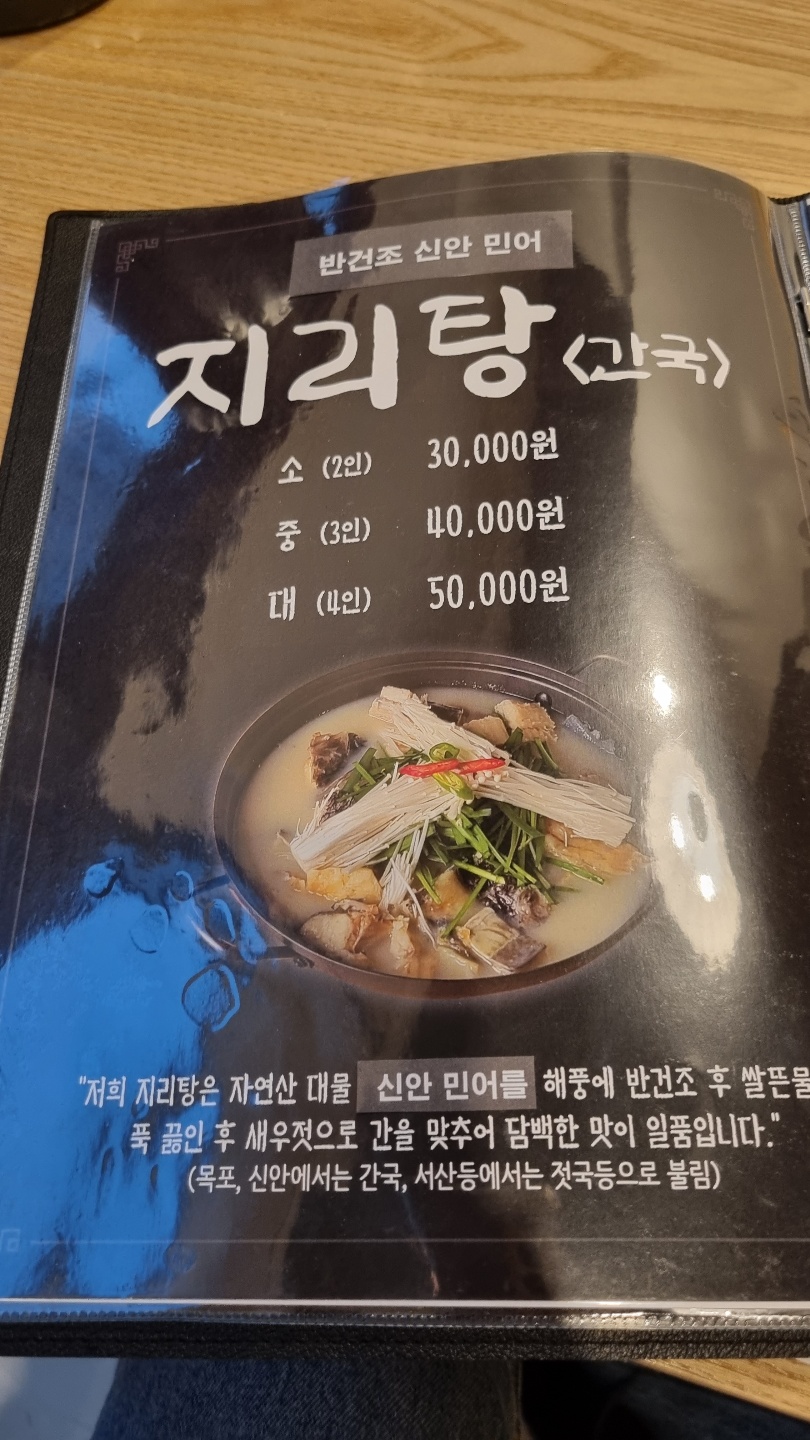 반건조 신안 민어
지리탕 <간국>
소 (2인) 30,000원
중 (3인) 40,000원
대 (4인) 50,000원
"저희 지리탕은 자연산 대물 신안 민어를 해풍에 반건조 후 쌀뜬물
푹 끓인 후 새우젓으로 간을 맞추어 담백한 맛이 일품입니다."
(목포, 신안에서는 간국, 서산등에서는 젓국등으로 불림)